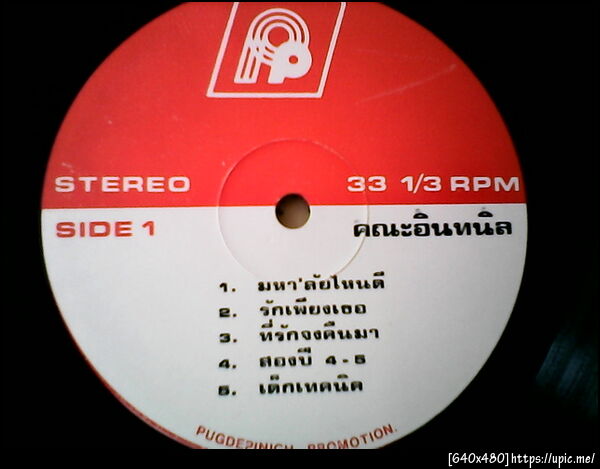 STEREO 33 1/3 RPM
SIDE 1 คณะอินทนิล
1. มหา'ลัยไหนดี
2. รักเพียงเธอ
3. ที่รักจงคืนมา
4. สองปี 4-5
5. เด็กเทคนิค
PROMOTION.
[640x480]https://upic.me/